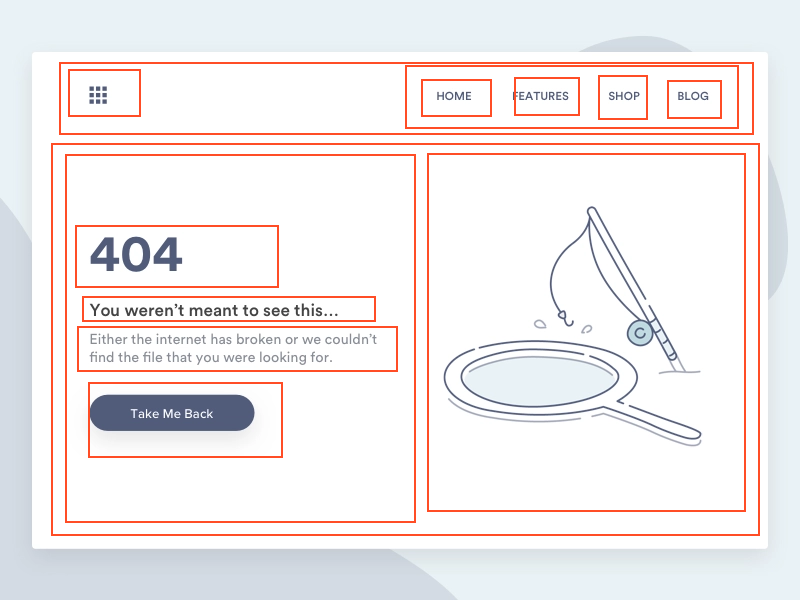 HOME FEATURES SHOP BLOG
404
You weren’t meant to see this…
Either the internet has broken or we couldn’t
find the file that you were looking for.
Take Me Back